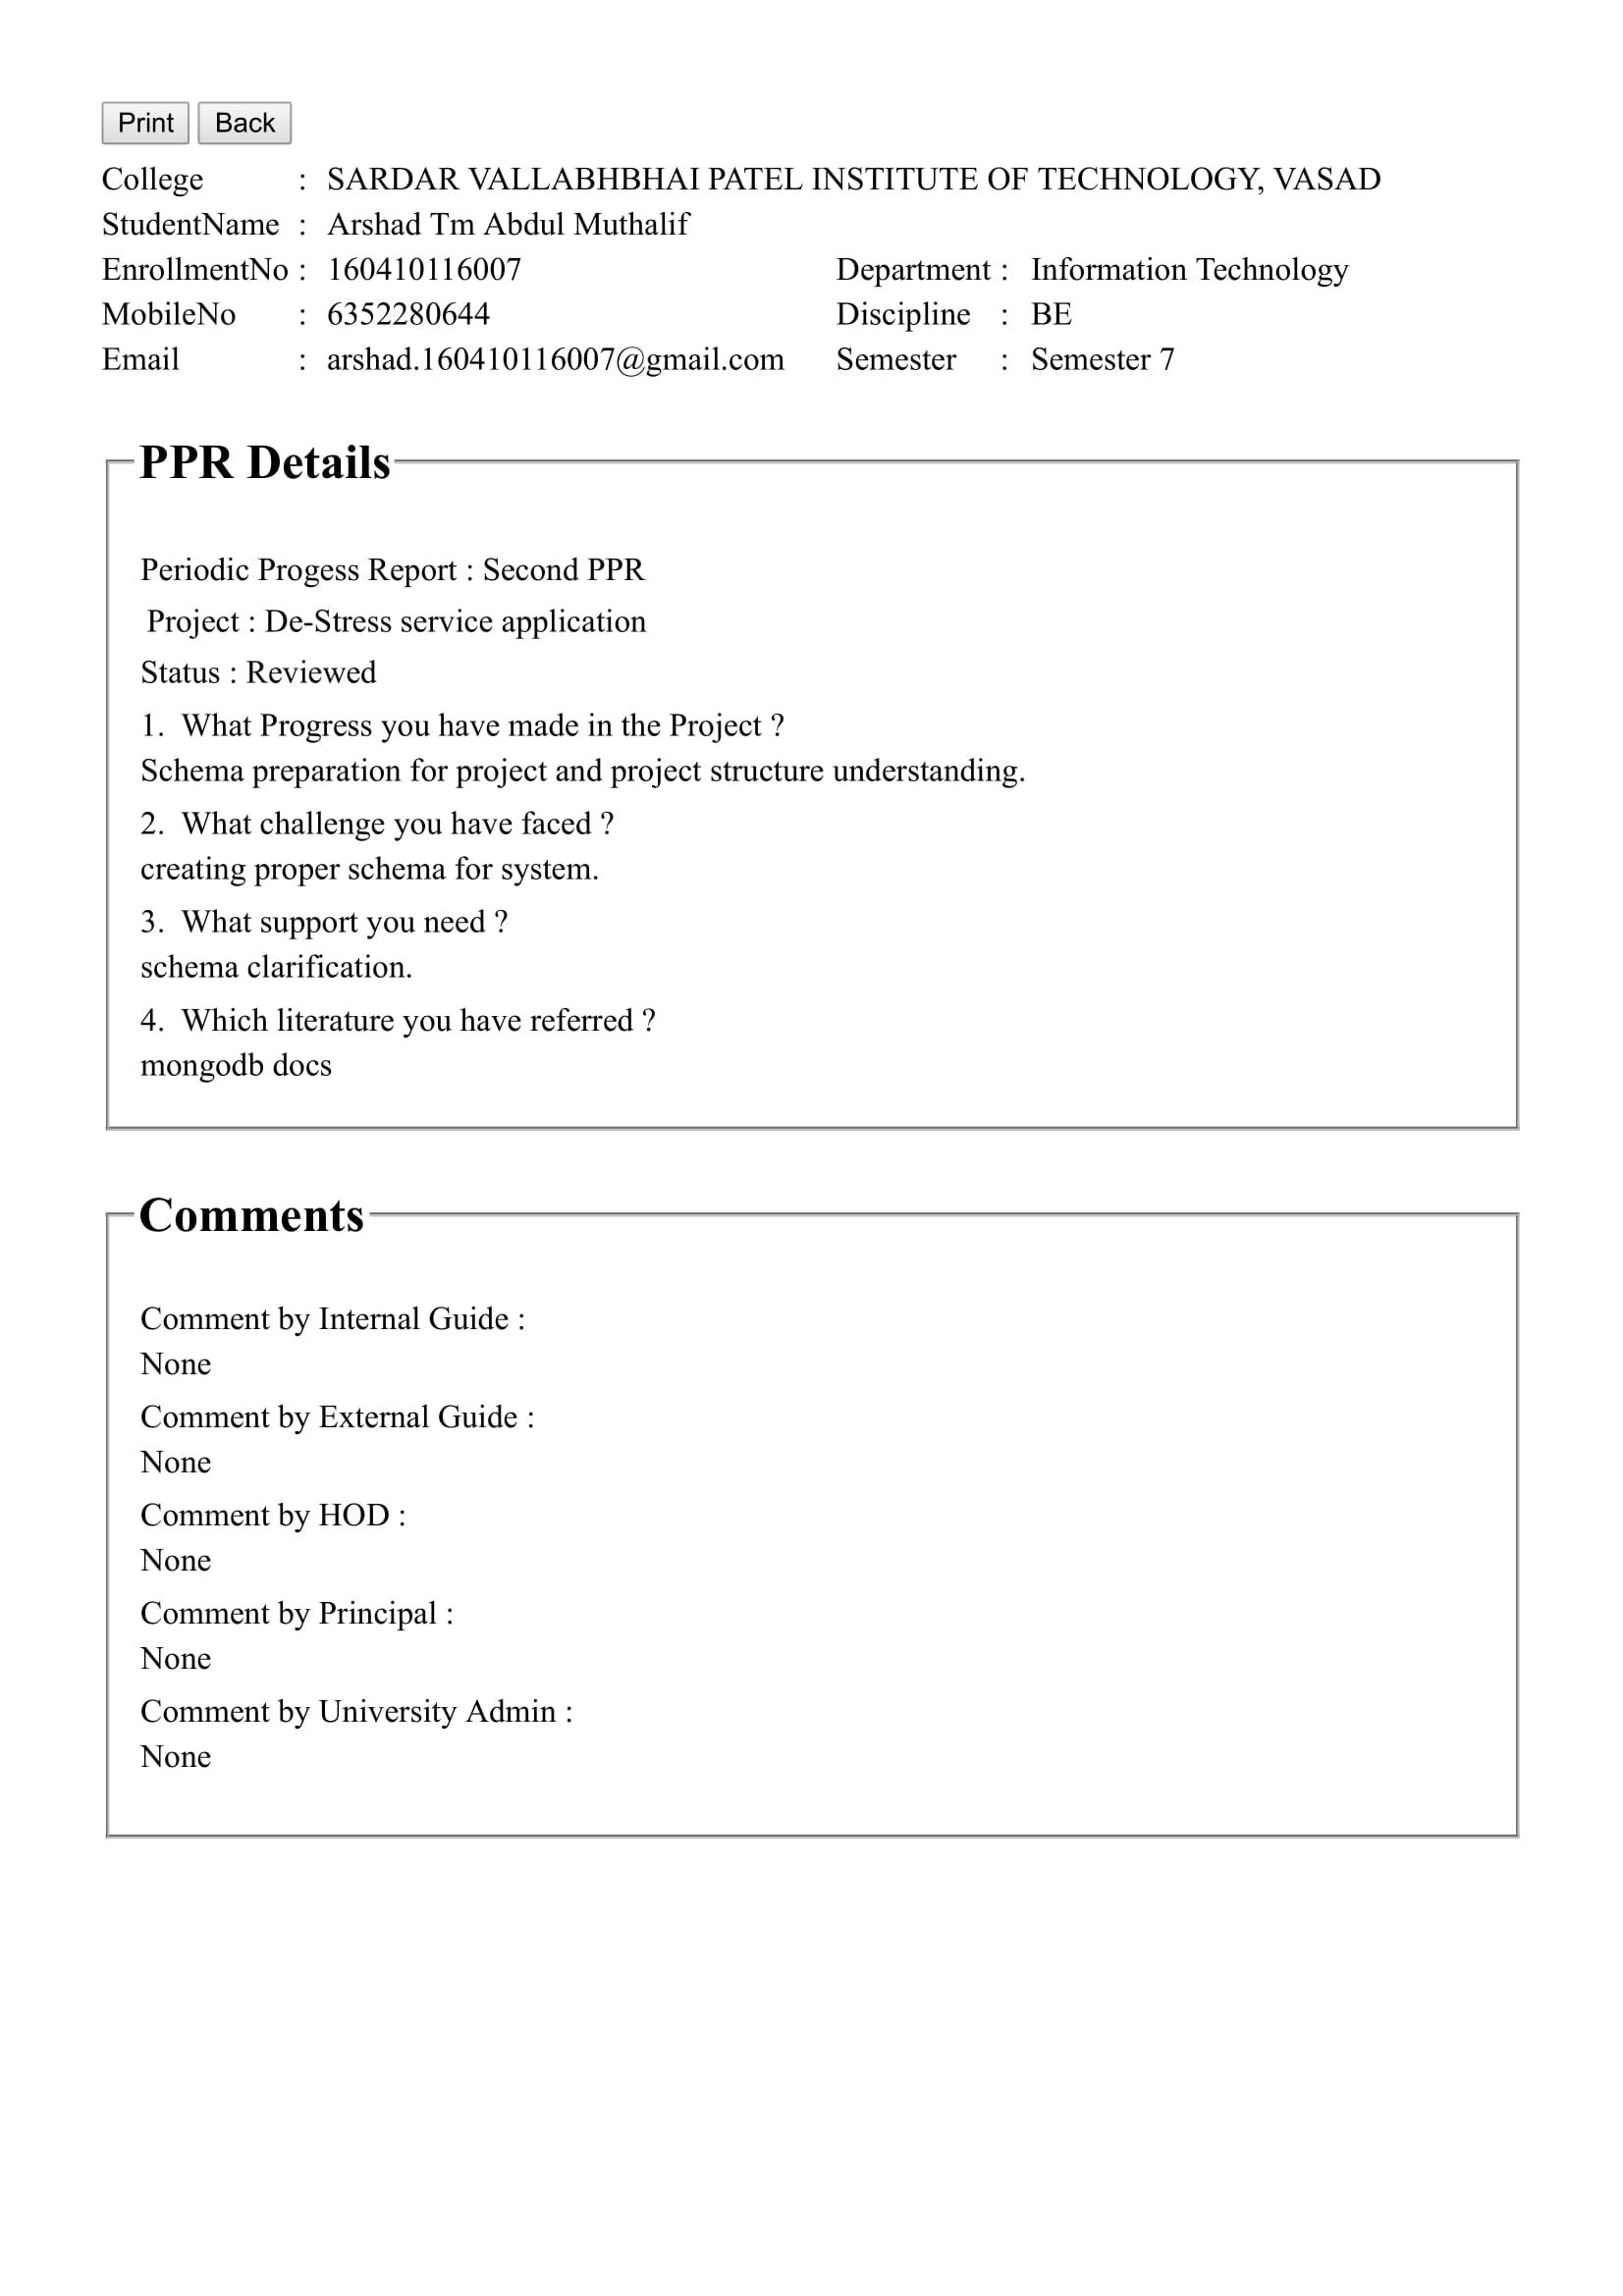 Print Back
College : SARDAR VALLABHBHAI PATEL INSTITUTE OF TECHNOLOGY, VASAD
StudentName : Arshad Tm Abdul Muthalif
EnrollmentNo : 160410116007 Department : Information Technology
MobileNo : 6352280644 Discipline : BE
Email : arshad.160410116007@gmail.com Semester : Semester 7
PPR Details
Periodic Progess Report : Second PPR
Project : De-Stress service application
Status : Reviewed
1. What Progress you have made in the Project ?
Schema preparation for project and project structure understanding.
2. What challenge you have faced ?
creating proper schema for system.
3. What support you need ?
schema clarification.
4. Which literature you have referred ?
mongodb docs
Comments
Comment by Internal Guide :
None
Comment by External Guide :
None
Comment by HOD :
None
Comment by Principal :
None
Comment by University Admin :
None